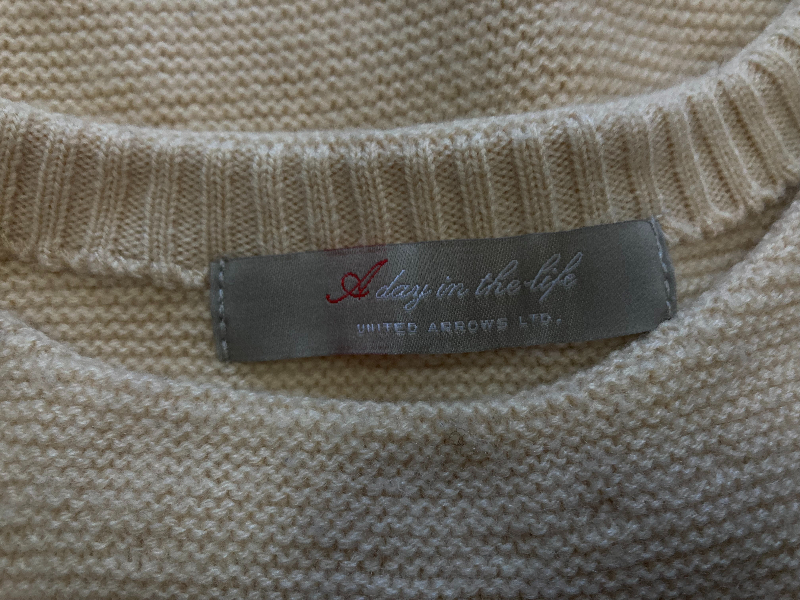 A day in the life
UNITED ARROWS LTD.